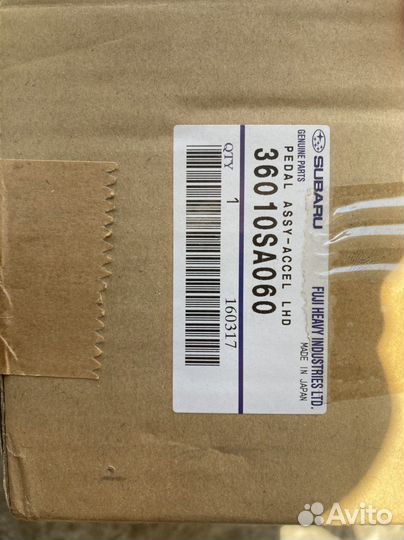 SUBARU
FUJI HEAVY INDUSTRIES LTD.
GENUINE PARTS
MADE IN JAPAN
PEDAL ASSY-ACCEL LHD
36010SA060
QTY 1 160317
Avito